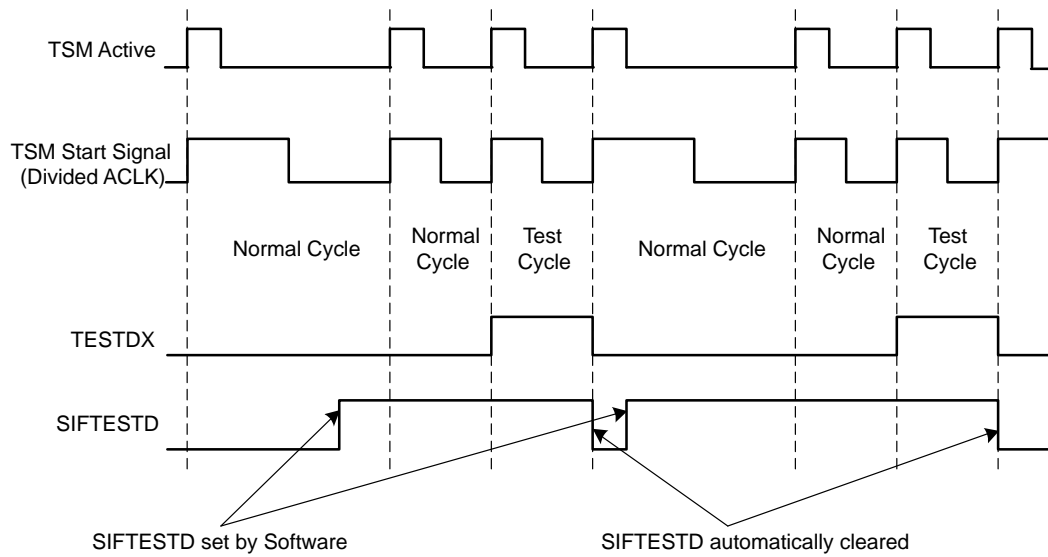 TSM Active
TSM Start Signal
(Divided ACLK)
Normal Cycle
Normal
Cycle
Test
Cycle
Normal Cycle
Normal
Cycle
Test
Cycle
TESTDX
SIFTESTD
SIFTESTD set by Software
SIFTESTD automatically cleared